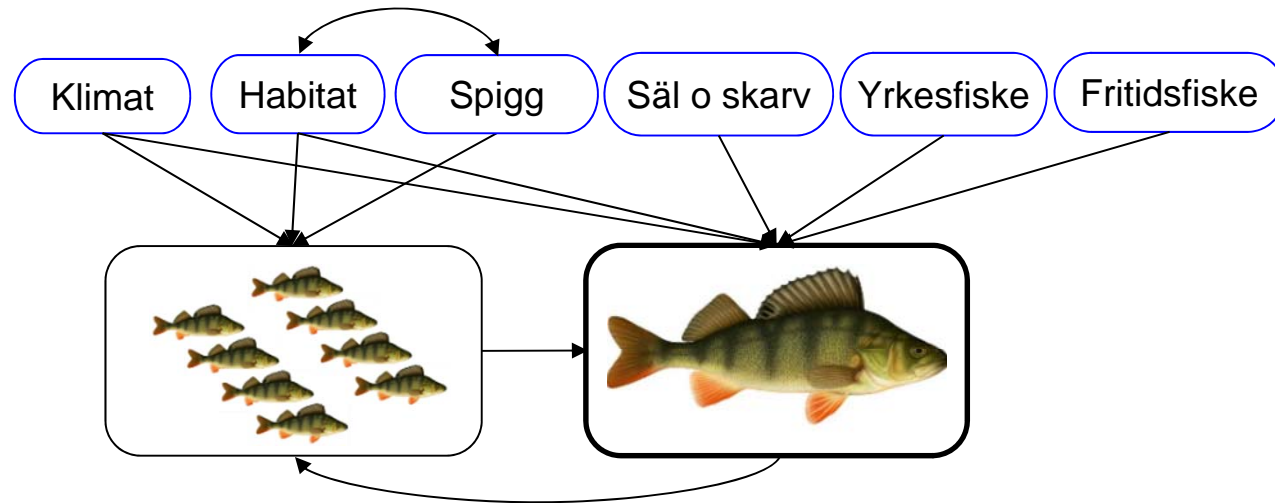 Klimat
Habitat
Spigg
Säl o skarv
Yrkesfiske
Fritidsfiske